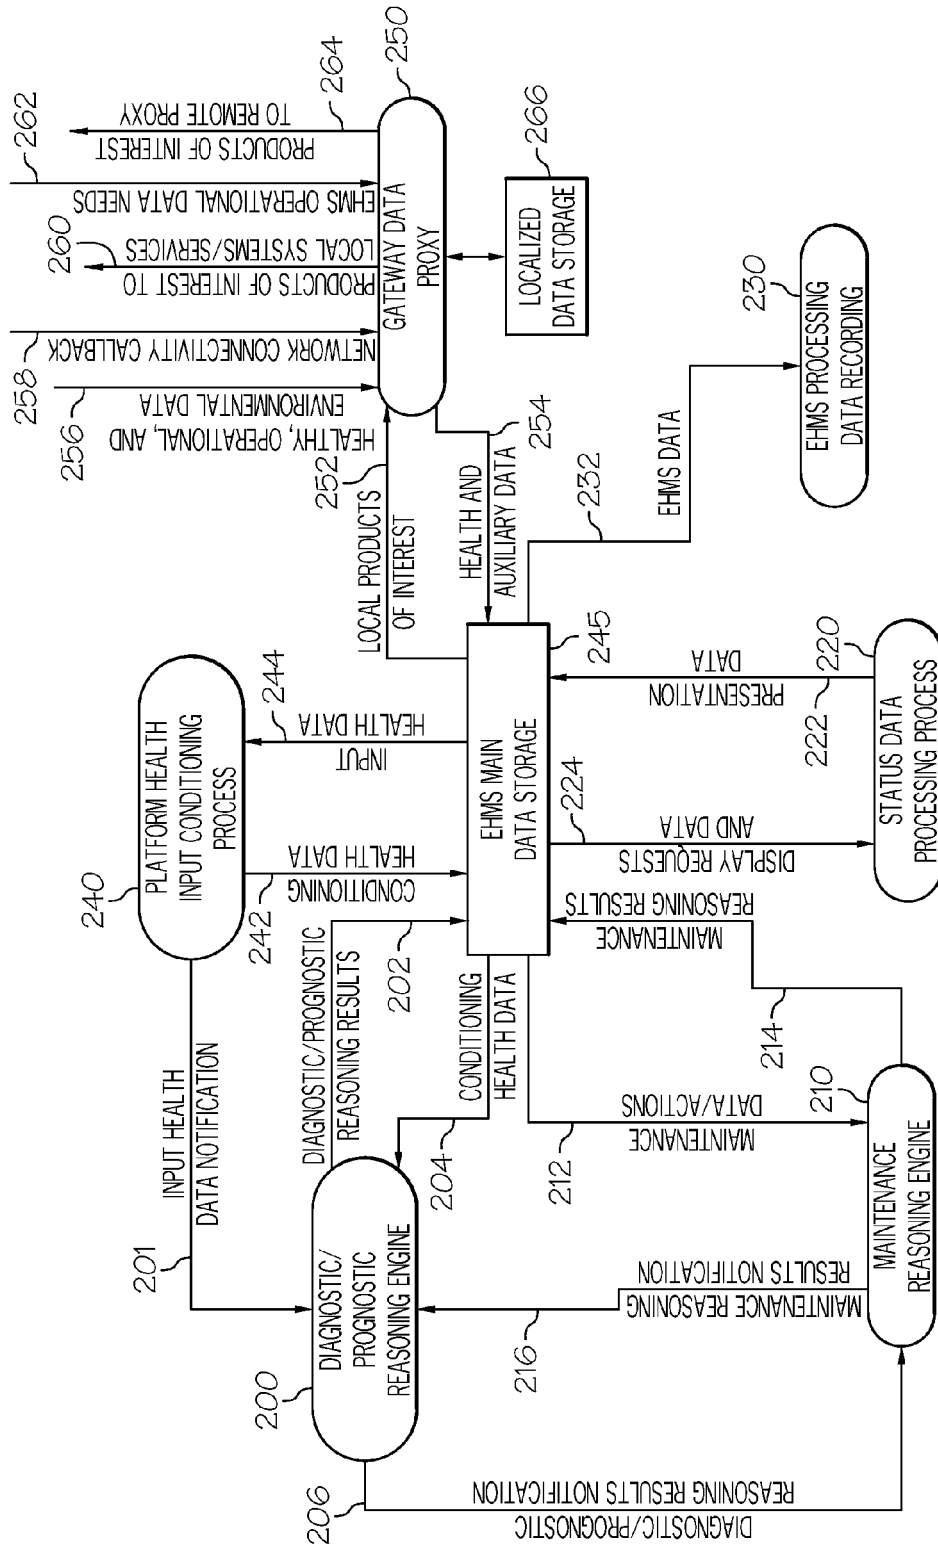 240
PLATFORM HEALTH
INPUT CONDITIONING
PROCESS
201
INPUT HEALTH
DATA NOTIFICATION
242
CONDITIONING
HEALTH DATA
INPUT
HEALTH DATA
244
200
DIAGNOSTIC/
PROGNOSTIC
REASONING ENGINE
DIAGNOSTIC/PROGNOSTIC
REASONING RESULTS
202
204
CONDITIONING
HEALTH DATA
EHMS MAIN
DATA STORAGE
245
LOCAL PRODUCTS
OF INTEREST
252
HEALTH AND
AUXILIARY DATA
254
256
HEALTHY, OPERATIONAL, AND
ENVIRONMENTAL DATA
258
NETWORK CONNECTIVITY CALLBACK
260
PRODUCTS OF INTEREST TO
LOCAL SYSTEMS/SERVICES
EHMS OPERATIONAL DATA NEEDS
262
PRODUCTS OF INTEREST
TO REMOTE PROXY
264
GATEWAY DATA
PROXY
250
LOCALIZED
DATA STORAGE
266
232
EHMS DATA
EHMS PROCESSING
DATA RECORDING
230
206
DIAGNOSTIC/PROGNOSTIC
REASONING RESULTS NOTIFICATION
216
MAINTENANCE REASONING
RESULTS NOTIFICATION
212
MAINTENANCE
DATA/ACTIONS
MAINTENANCE
REASONING RESULTS
214
MAINTENANCE
REASONING ENGINE
210
DISPLAY REQUESTS
AND DATA
224
PRESENTATION
DATA
222
STATUS DATA
PROCESSING PROCESS
220